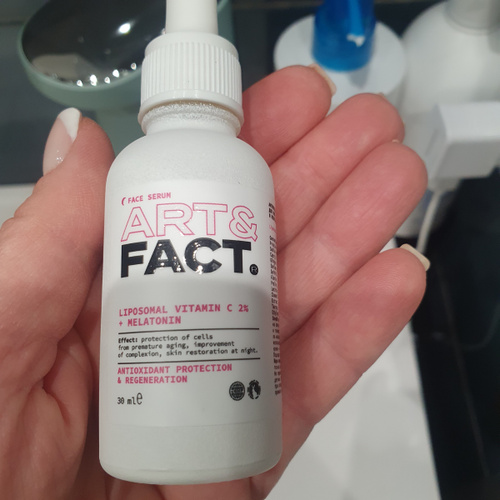 FACE SERUM
ART&
FACT.
LIPOSOMAL VITAMIN C 2%
+ MELATONIN
Effect: protection of cells
from premature aging, improvement
of complexion, skin restoration at night.
ANTIOXIDANT PROTECTION
& REGENERATION
30 ml e